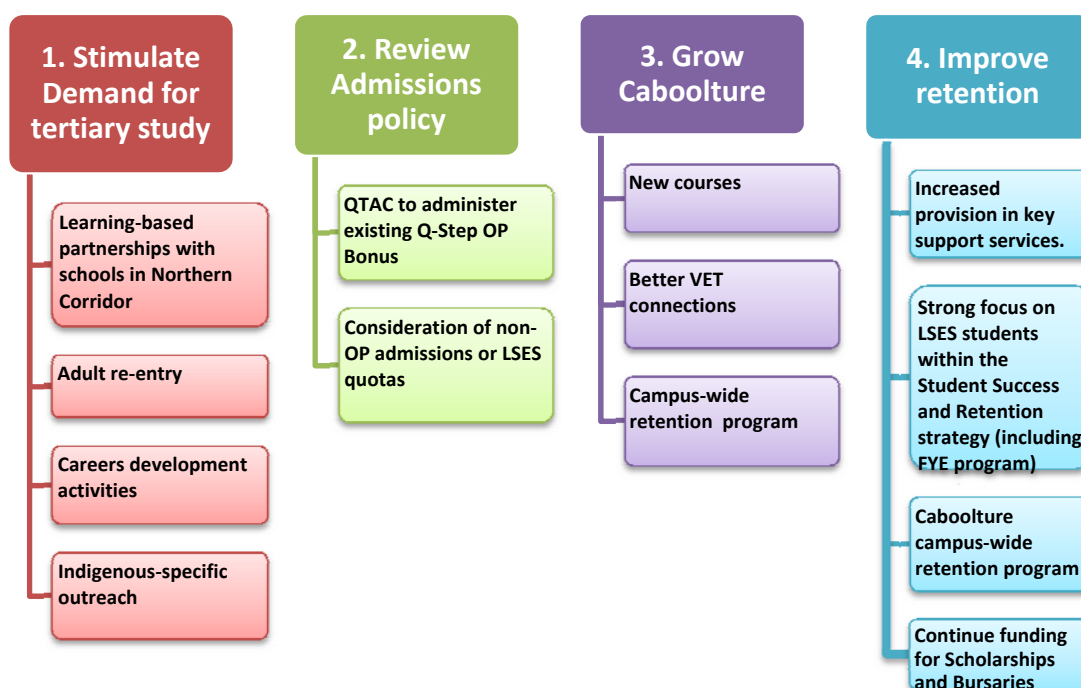 1. Stimulate
Demand for
tertiary study
Learning-based
partnerships with
schools in Northern
Corridor
Adult re-entry
Careers development
activities
Indigenous-specific
outreach
2. Review
Admissions
policy
QTAC to administer
existing Q-Step OP
Bonus
Consideration of non-
OP admissions or LSES
quotas
3. Grow
Caboolture
New courses
Better VET
connections
Campus-wide
retention program
4. Improve
retention
Increased
provision in key
support services.
Strong focus on
LSES students
within the
Student Success
and Retention
strategy (including
FYE program)
Caboolture
campus-wide
retention program
Continue funding
for Scholarships
and Bursaries